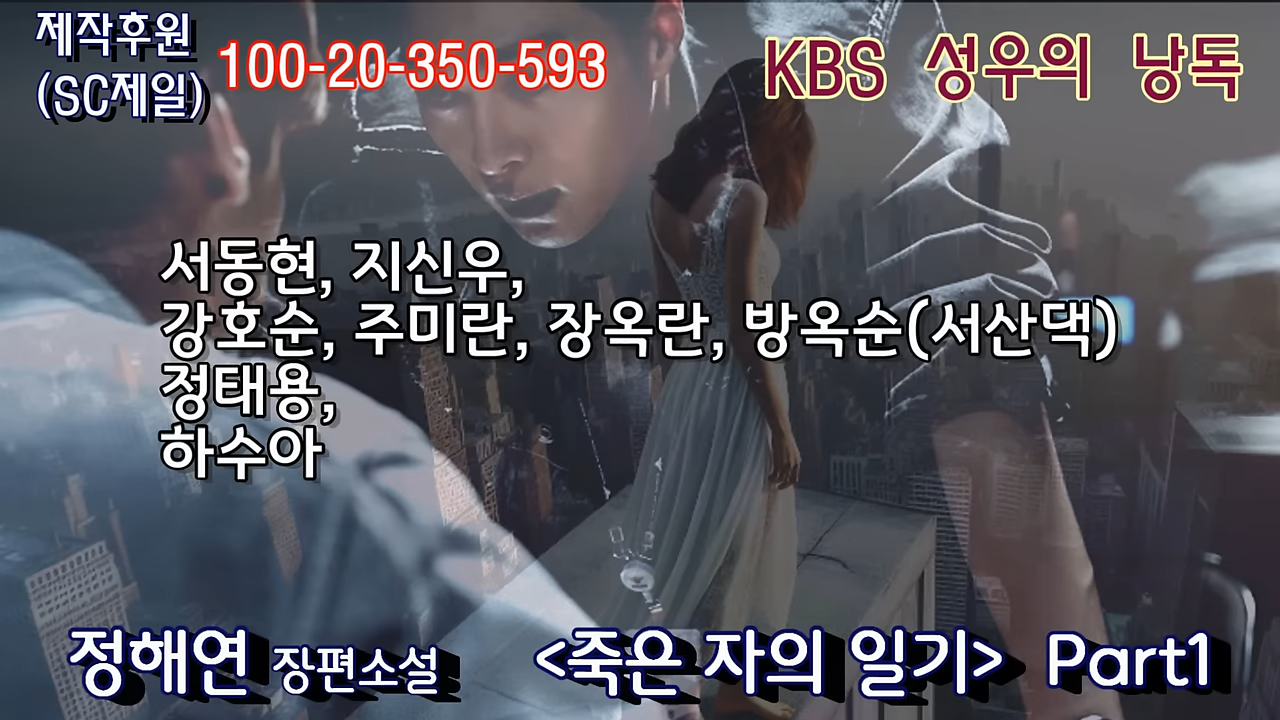 제작후원
(SC제일)
100-20-350-593
KBS 성우의 낭독
서동현, 지신우,
강호순, 주미란, 장옥란, 방옥순(서산댁)
정태용,
하수아
정해연 장편소설 <죽은 자의 일기> Part1